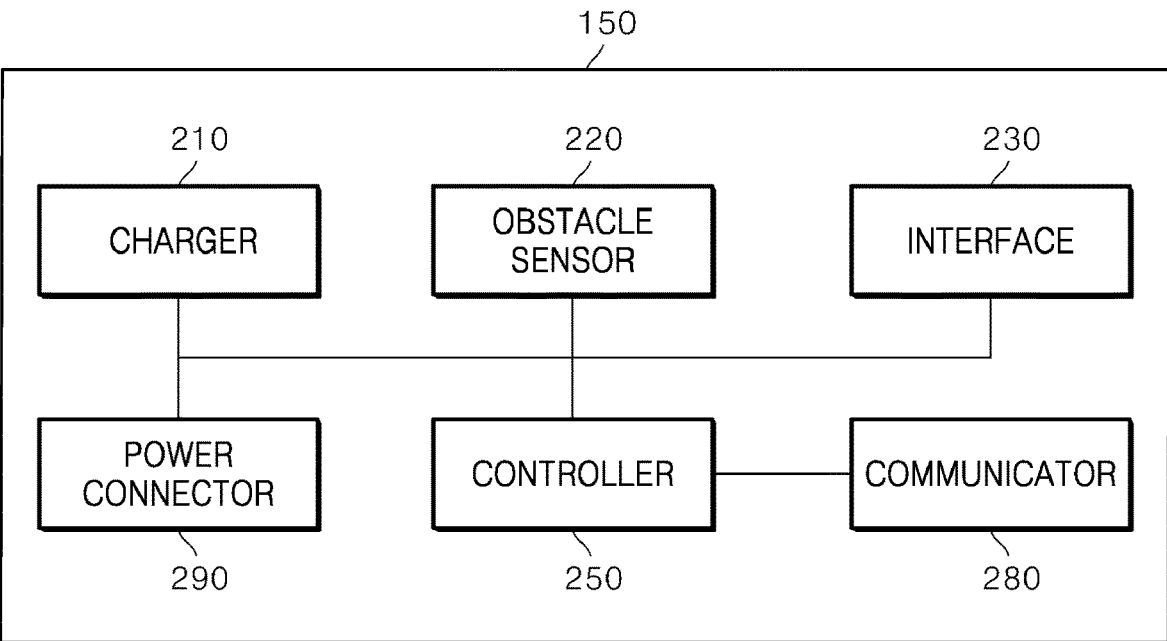 150
210
220
230
CHARGER
OBSTACLE
SENSOR
INTERFACE
POWER
CONNECTOR
CONTROLLER
COMMUNICATOR
290
250
280